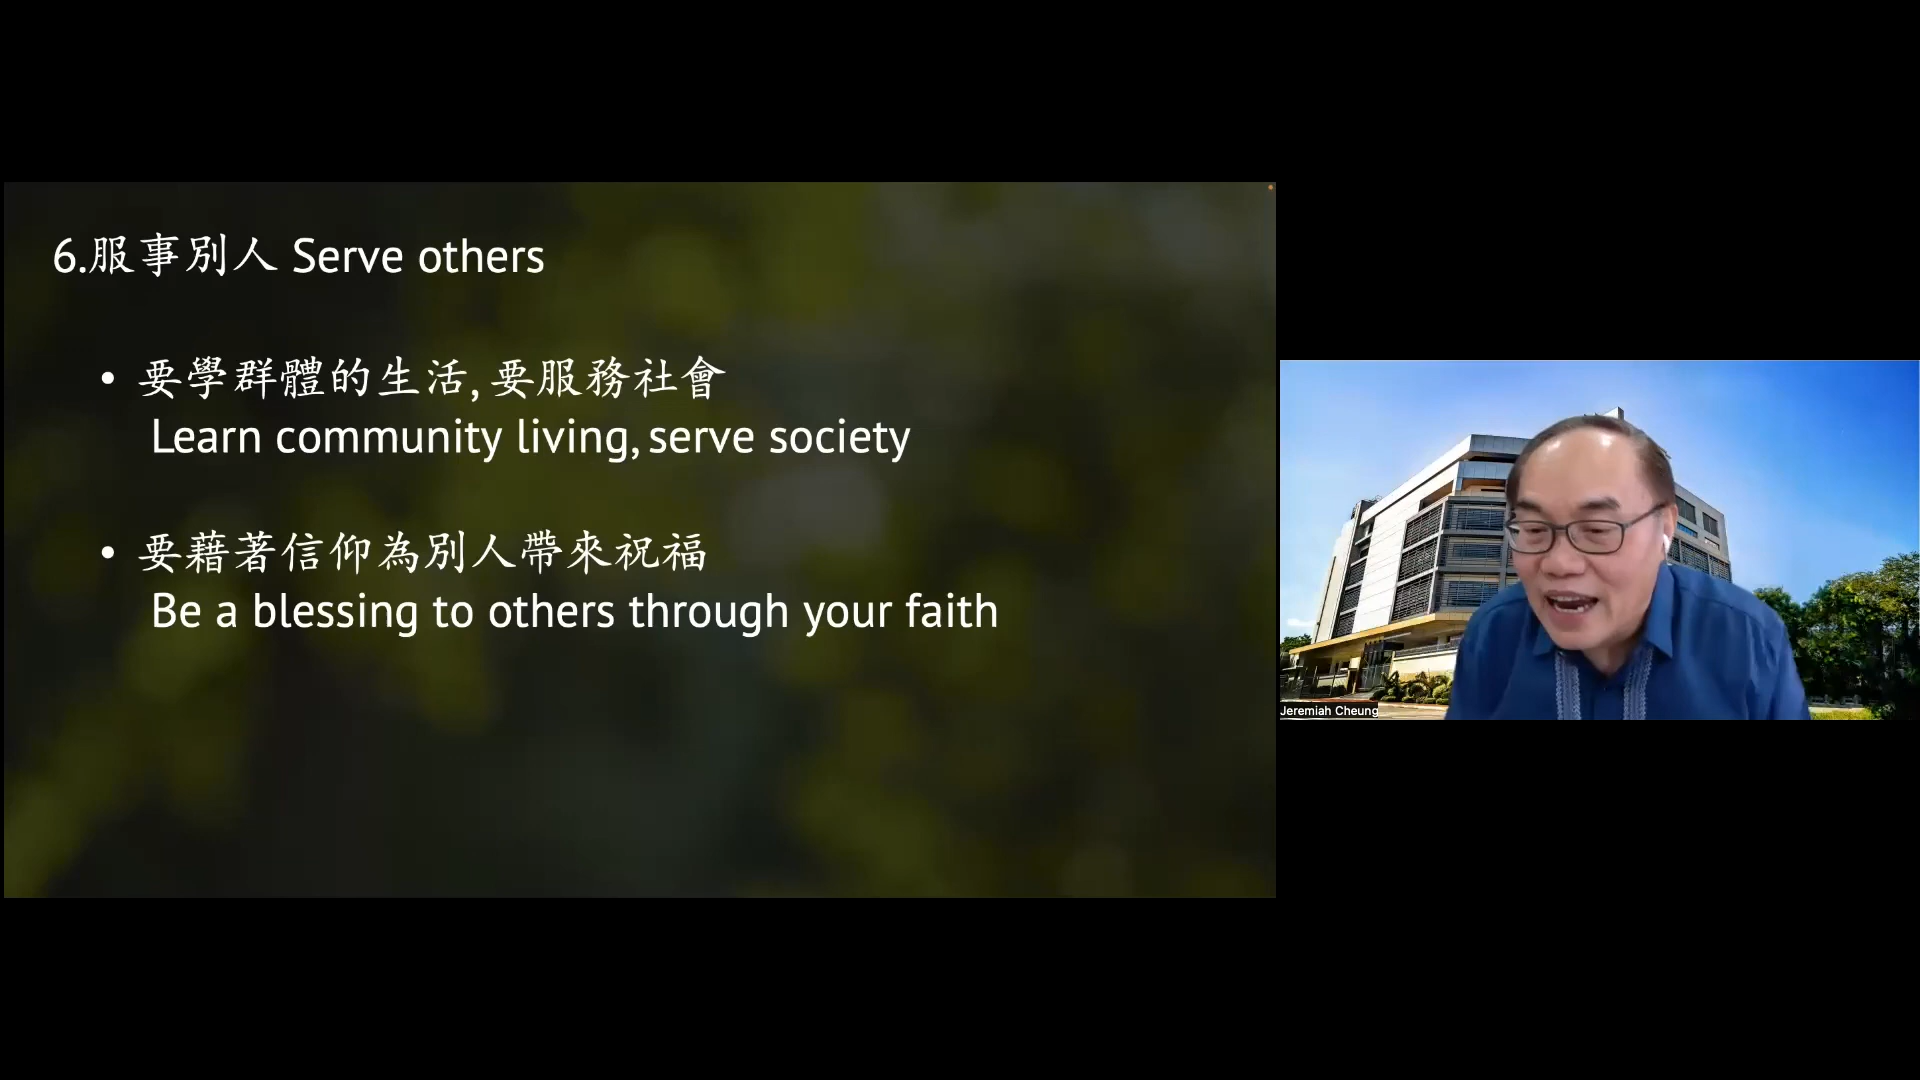 6.服事別人 Serve others
• 要學群體的生活, 要服務社會
Learn community living, serve society
• 要藉著信仰為別人帶來祝福
Be a blessing to others through your faith
Jeremiah Cheung